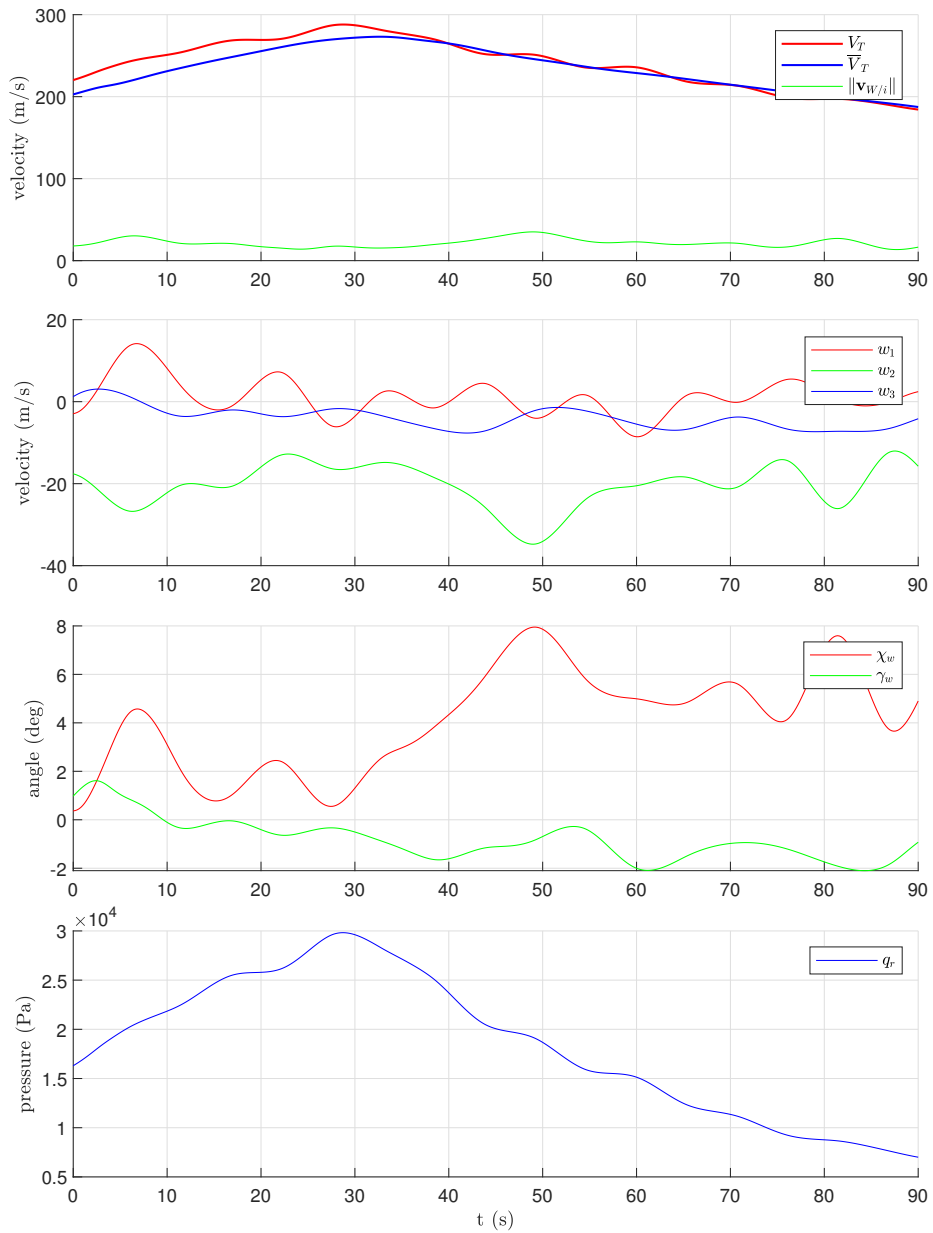 300
200
100
0
velocity (m/s)
V_T
V̅_T
‖v_{W/i}‖
0 10 20 30 40 50 60 70 80 90
20
0
-20
-40
velocity (m/s)
w_1
w_2
w_3
0 10 20 30 40 50 60 70 80 90
8
6
4
2
0
-2
angle (deg)
χ_w
γ_w
0 10 20 30 40 50 60 70 80 90
×10^4
3
2.5
2
1.5
1
0.5
pressure (Pa)
q_r
0 10 20 30 40 50 60 70 80 90
t (s)